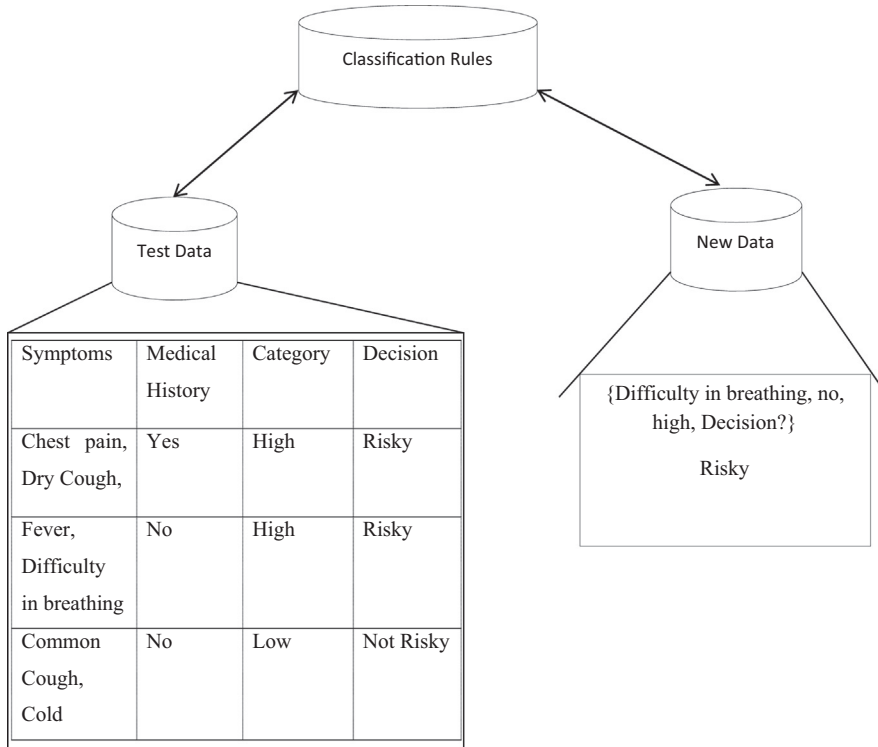 Classification Rules
Test Data
New Data
Symptoms Medical Category Decision
History
Chest pain, Yes High Risky
Dry Cough,
Fever, No High Risky
Difficulty
in breathing
Common No Low Not Risky
Cough,
Cold
{Difficulty in breathing, no,
high, Decision?}
Risky